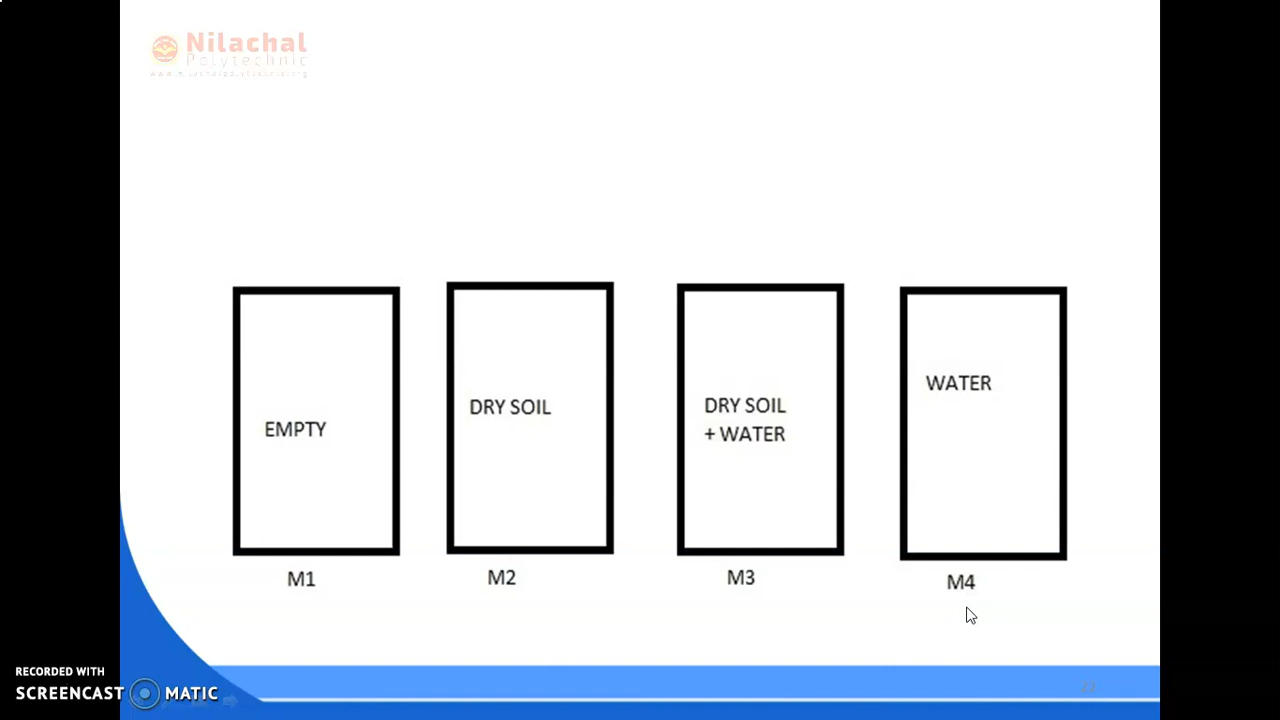 Nilachal
Polytechnic
EMPTY
DRY SOIL
DRY SOIL
+ WATER
WATER
M1
M2
M3
M4
RECORDED WITH
SCREENCAST MATIC